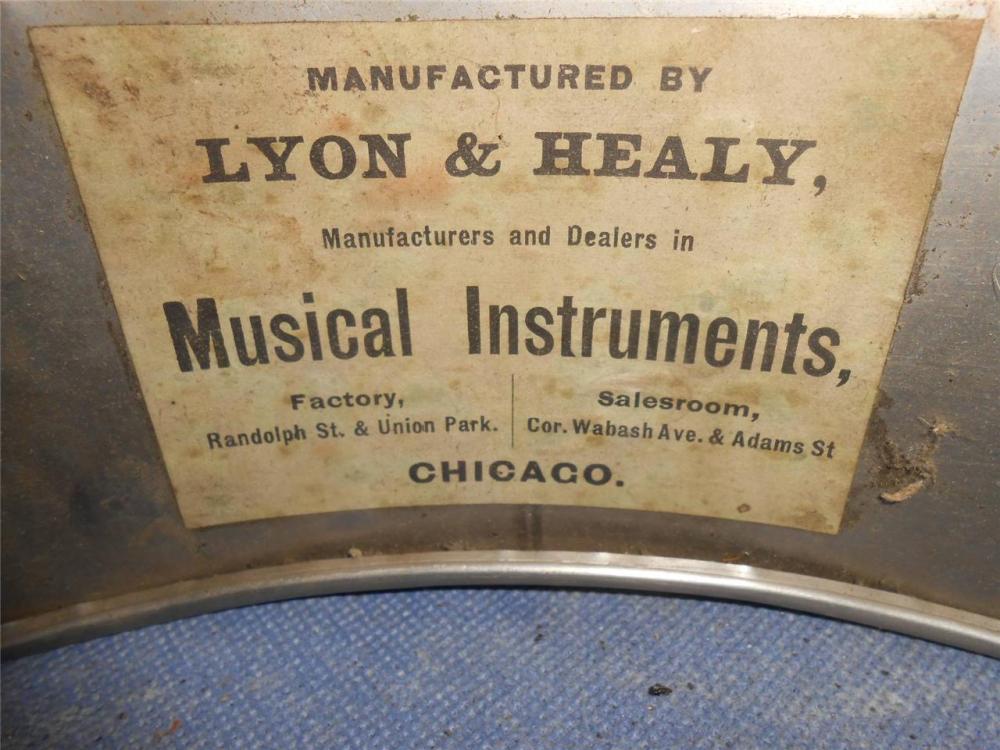 MANUFACTURED BY
LYON & HEALY,
Manufacturers and Dealers in
Musical Instruments,
Factory,
Randolph St. & Union Park.
Salesroom,
Cor. Wabash Ave. & Adams St
CHICAGO.